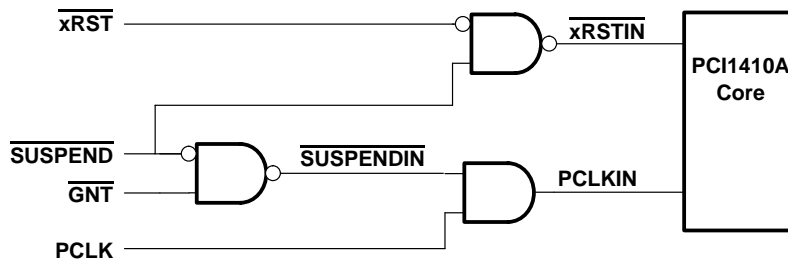 xRST
xRSTIN
PCI1410A
Core
SUSPEND
SUSPENDIN
GNT
PCLKIN
PCLK